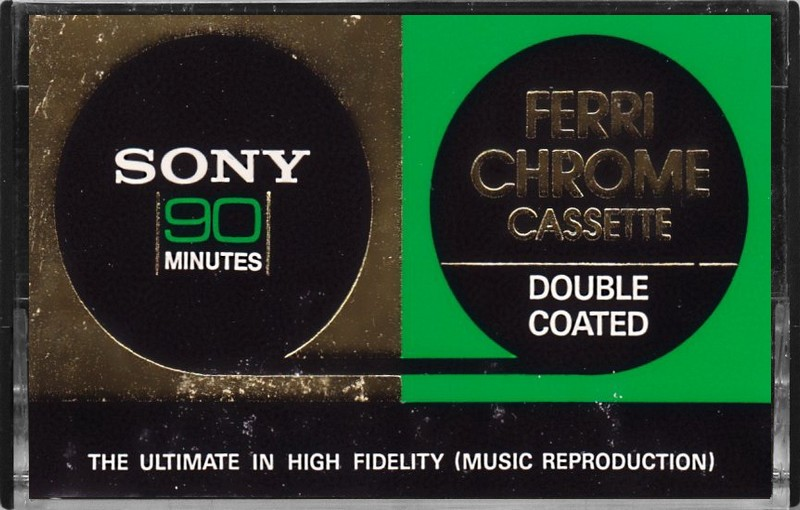 SONY
90
MINUTES
FERRI
CHROME
CASSETTE
DOUBLE
COATED
THE ULTIMATE IN HIGH FIDELITY (MUSIC REPRODUCTION)